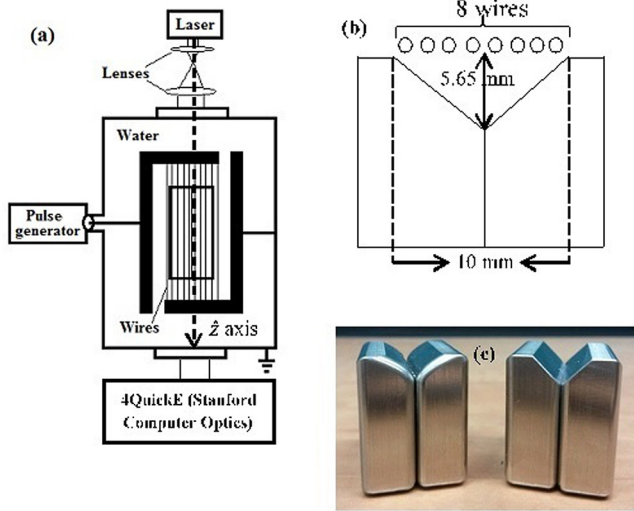 (a)
Laser
Lenses
Water
Pulse
generator
Wires
ẑ axis
4QuickE (Stanford
Computer Optics)
(b)
8 wires
5.65 mm
10 mm
(c)